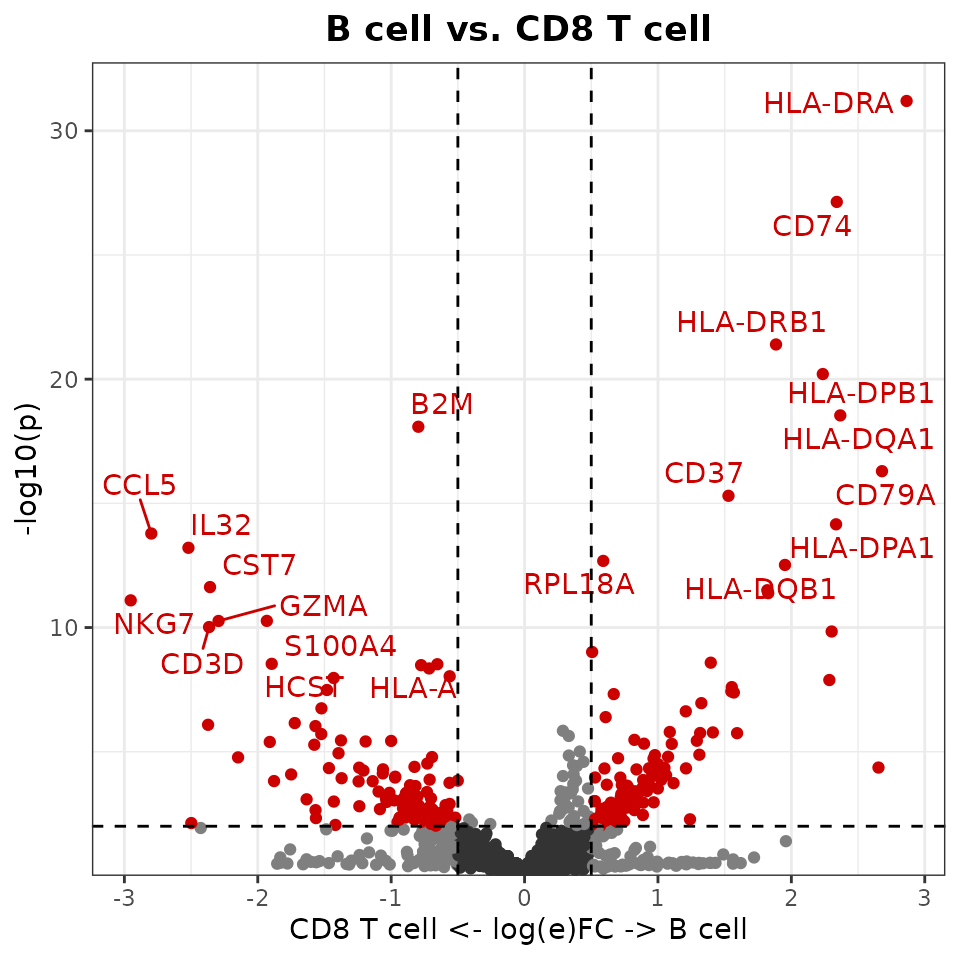 B cell vs. CD8 T cell
HLA-DRA
30
CD74
HLA-DRB1
20
HLA-DPB1
B2M
HLA-DQA1
CD37
CCL5
CD79A
IL32
HLA-DPA1
CST7
RPL18A
HLA-DQB1
GZMA
NKG7
10
S100A4
CD3D
HCST
HLA-A
-log10(p)
-3
-2
-1
0
1
2
3
CD8 T cell <- log(e)FC -> B cell